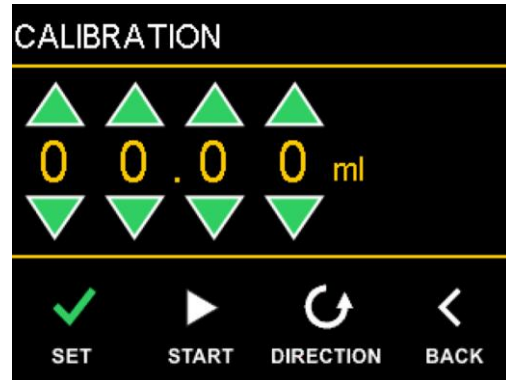 CALIBRATION
0 0 . 0 0 ml
SET START DIRECTION BACK